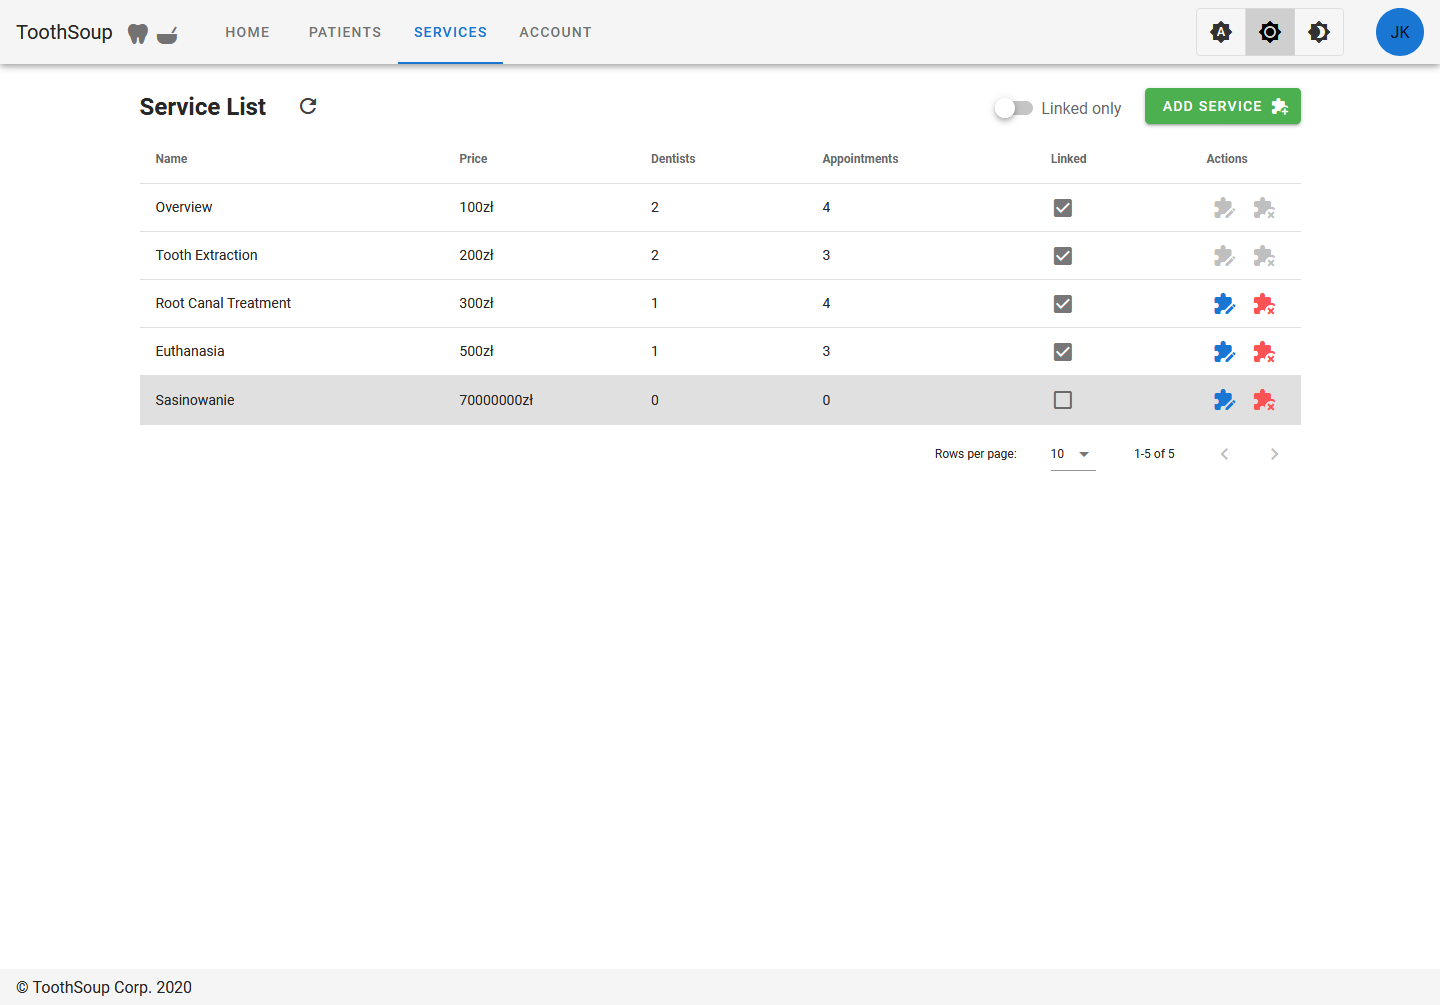 ToothSoup HOME PATIENTS SERVICES ACCOUNT A JK
Service List Linked only ADD SERVICE
Name Price Dentists Appointments Linked Actions
Overview 100zł 2 4
Tooth Extraction 200zł 2 3
Root Canal Treatment 300zł 1 4
Euthanasia 500zł 1 3
Sasinowanie 70000000zł 0 0
Rows per page: 10 1-5 of 5
© ToothSoup Corp. 2020